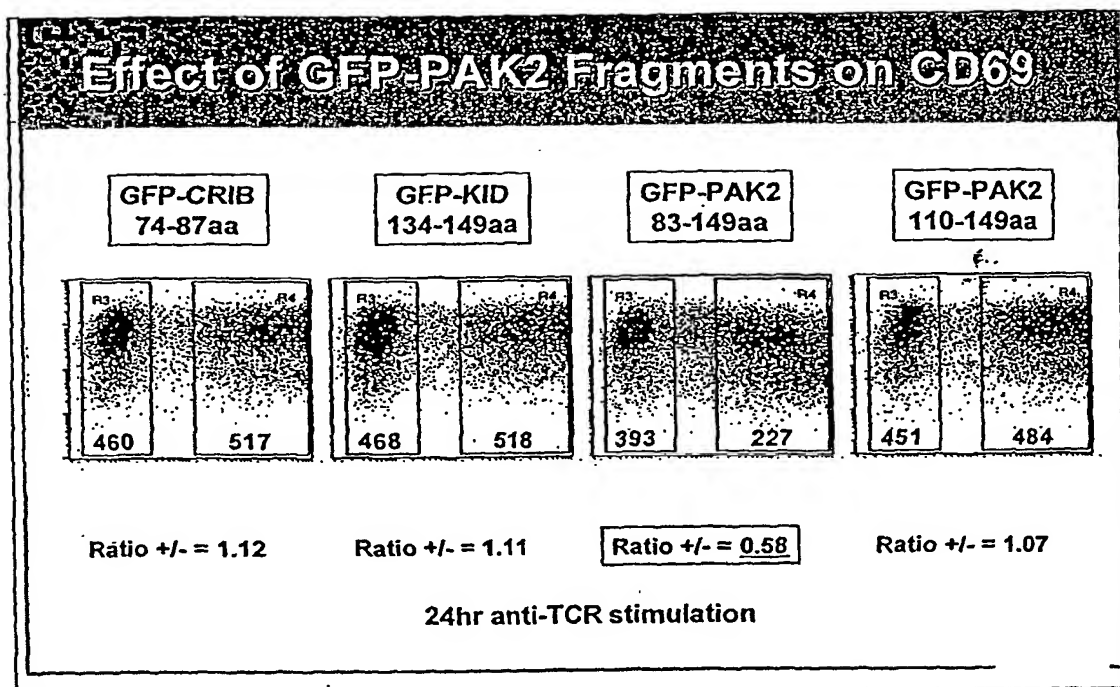 Effect of GFP-PAK2 Fragments on CD69
GFP-CRIB
74-87aa
GFP-KID
134-149aa
GFP-PAK2
83-149aa
GFP-PAK2
110-149aa
R3 R4
460 517
R3 R4
468 518
R3 R4
393 227
R3 R4
451 484
Ratio +/- = 1.12
Ratio +/- = 1.11
Ratio +/- = 0.58
Ratio +/- = 1.07
24hr anti-TCR stimulation